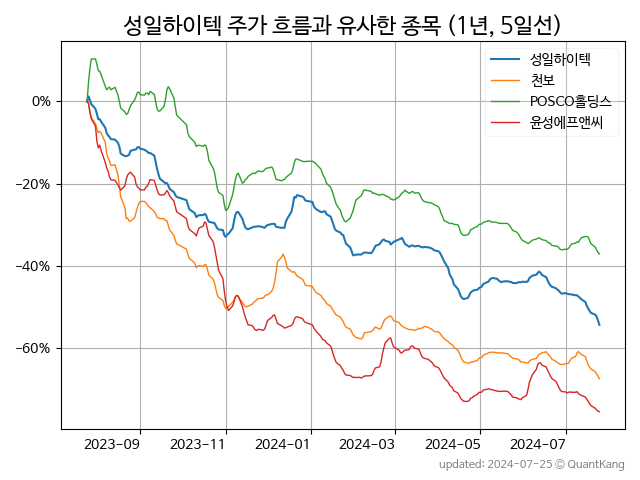 성일하이텍 주가 흐름과 유사한 종목 (1년, 5일선)
성일하이텍
천보
POSCO홀딩스
윤성에프앤씨
0%
−20%
−40%
−60%
2023-09 2023-11 2024-01 2024-03 2024-05 2024-07
updated: 2024-07-25 © QuantKang